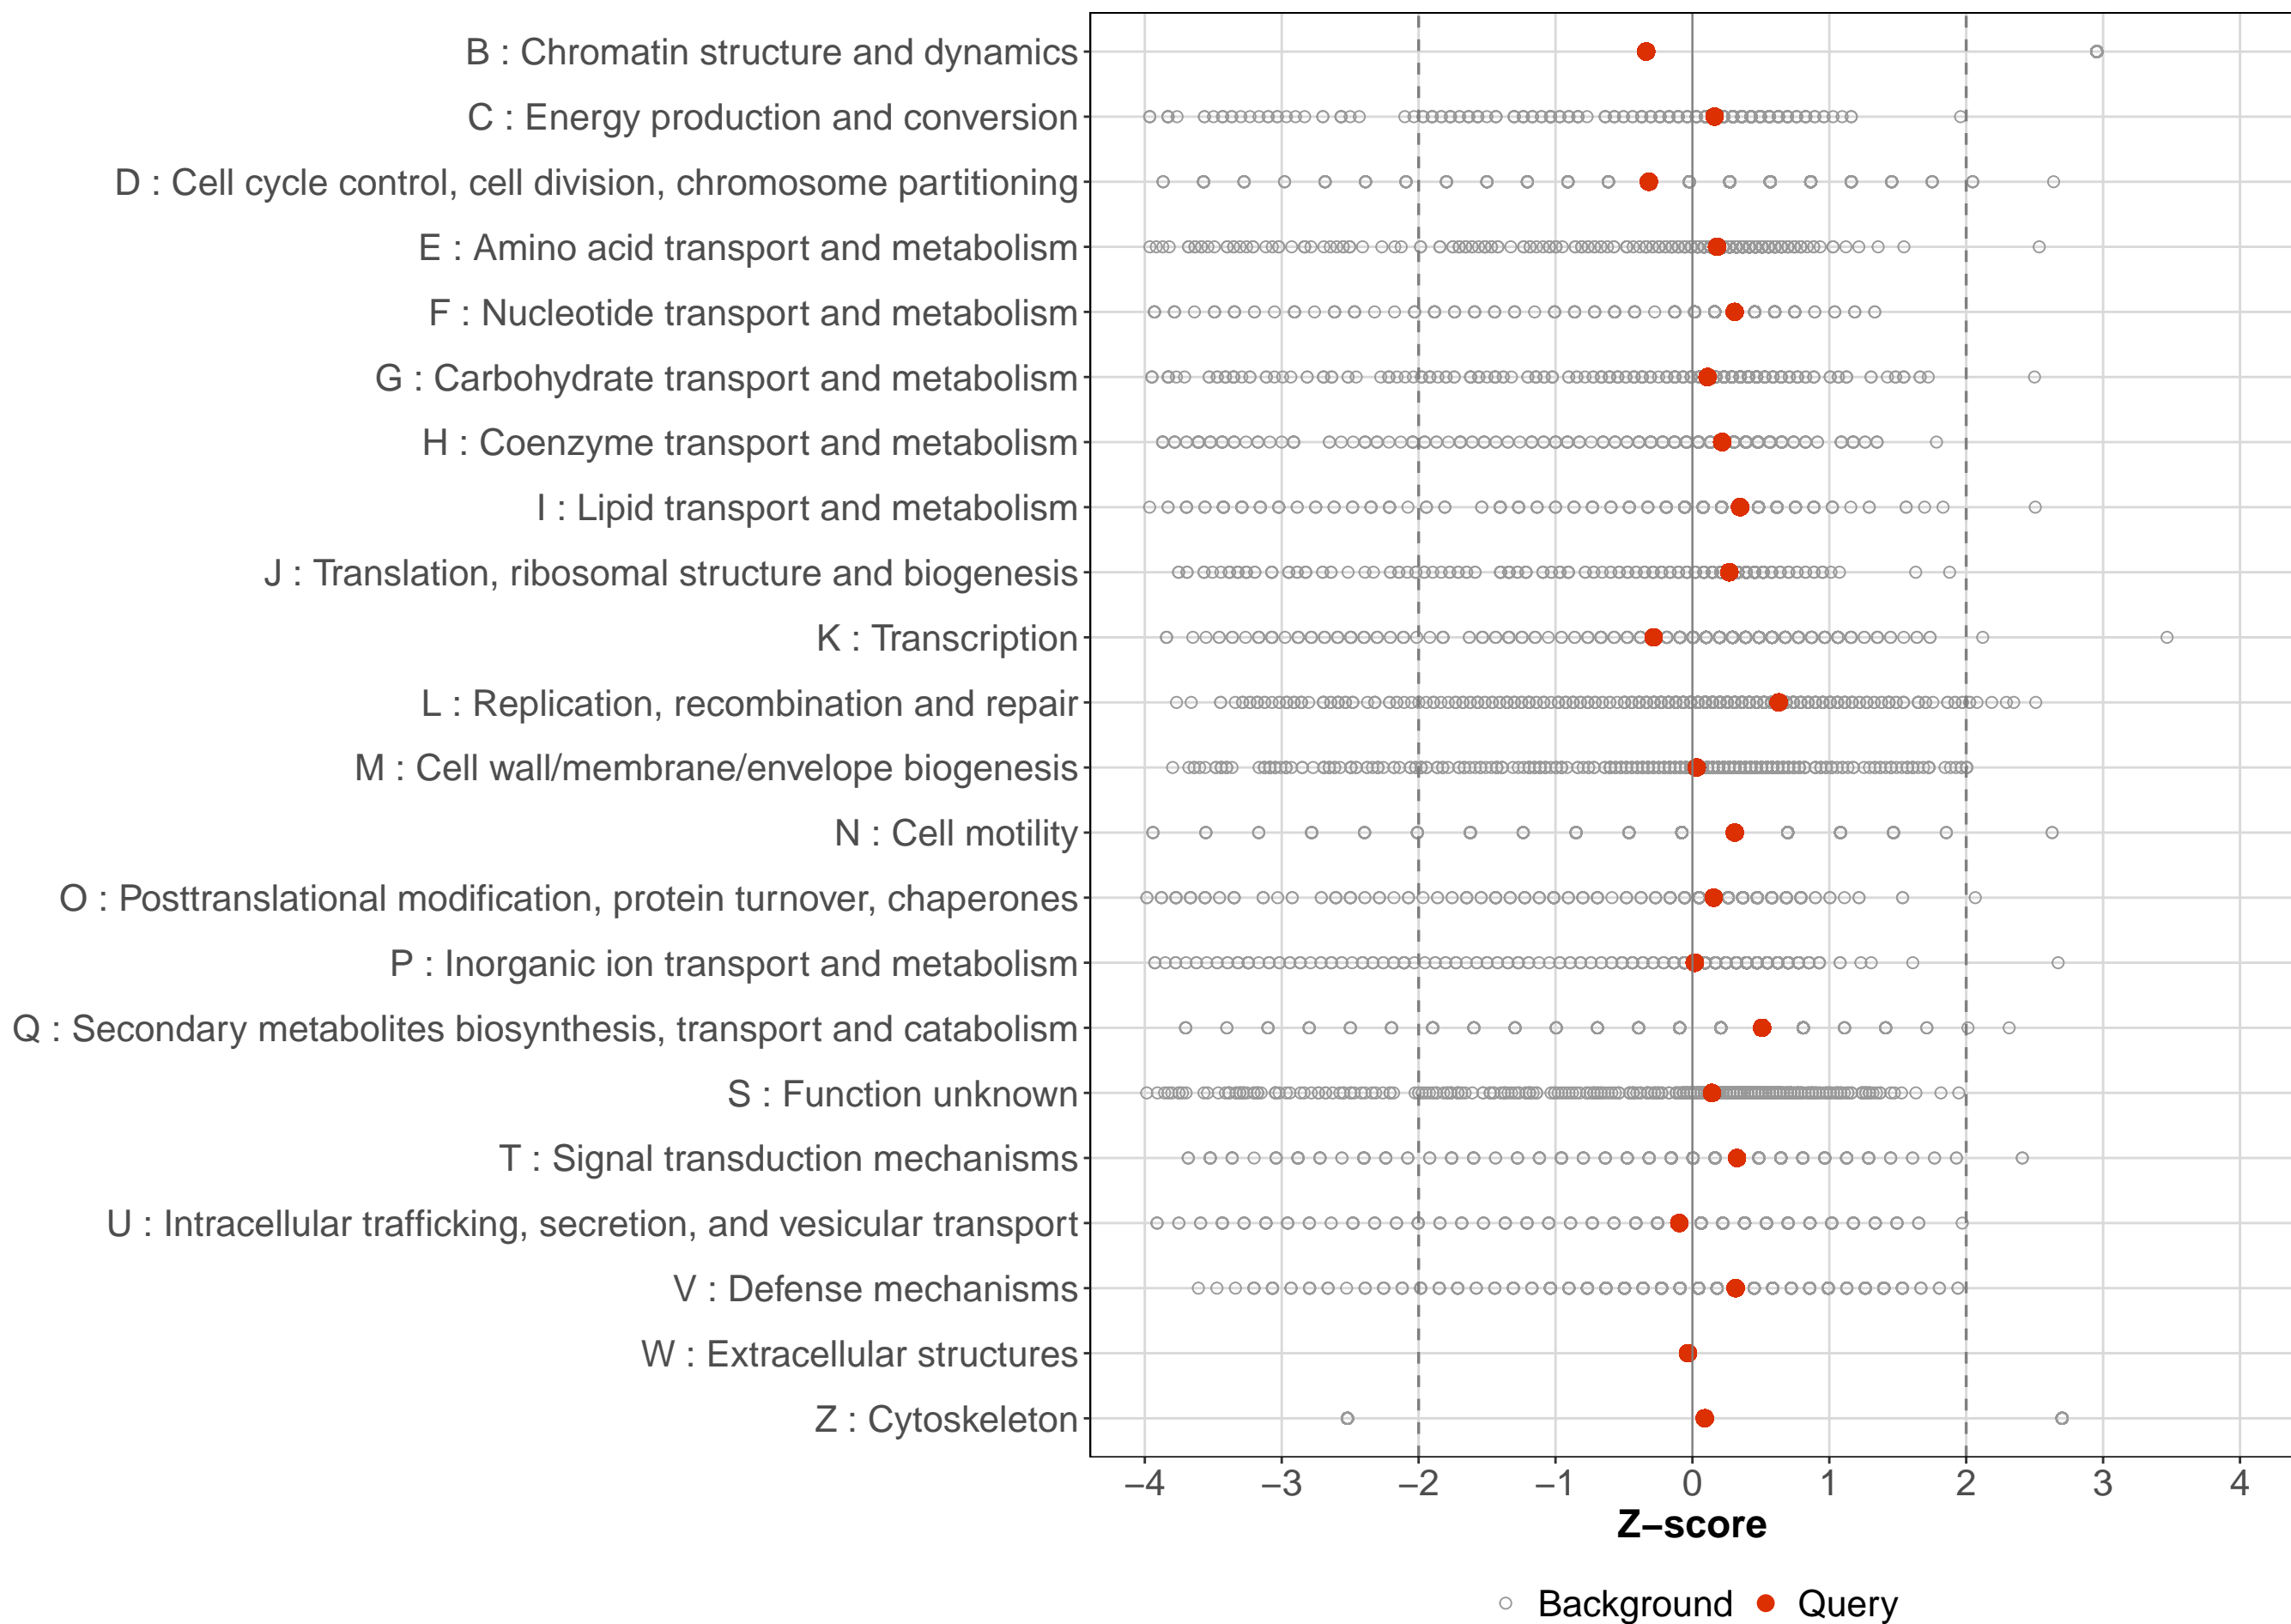 B : Chromatin structure and dynamics
C : Energy production and conversion
D : Cell cycle control, cell division, chromosome partitioning
E : Amino acid transport and metabolism
F : Nucleotide transport and metabolism
G : Carbohydrate transport and metabolism
H : Coenzyme transport and metabolism
I : Lipid transport and metabolism
J : Translation, ribosomal structure and biogenesis
K : Transcription
L : Replication, recombination and repair
M : Cell wall/membrane/envelope biogenesis
N : Cell motility
O : Posttranslational modification, protein turnover, chaperones
P : Inorganic ion transport and metabolism
Q : Secondary metabolites biosynthesis, transport and catabolism
S : Function unknown
T : Signal transduction mechanisms
U : Intracellular trafficking, secretion, and vesicular transport
V : Defense mechanisms
W : Extracellular structures
Z : Cytoskeleton
−4 −3 −2 −1 0 1 2 3 4
Z−score
Background Query